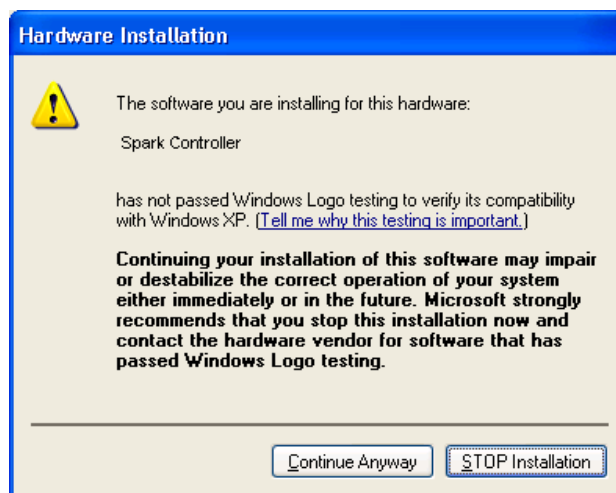 Hardware Installation
The software you are installing for this hardware:
Spark Controller
has not passed Windows Logo testing to verify its compatibility
with Windows XP. (Tell me why this testing is important.)
Continuing your installation of this software may impair
or destabilize the correct operation of your system
either immediately or in the future. Microsoft strongly
recommends that you stop this installation now and
contact the hardware vendor for software that has
passed Windows Logo testing.
Continue Anyway STOP Installation